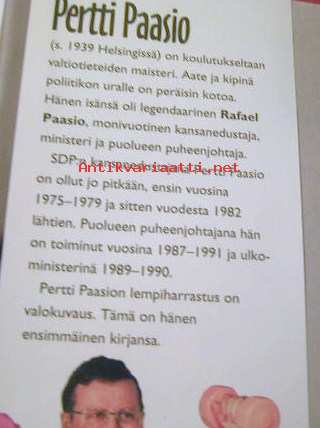 Pertti Paasio
(s. 1939 Helsingissä) on koulutukseltaan
valtiotieteiden maisteri. Aate ja kipinä
poliitikon uralle on peräisin kotoa.
Hänen isänsä oli legendaarinen Rafael
Paasio, monivuotinen kansanedustaja,
ministeri ja puolueen puheenjohtaja.
SDP:n Pertti Paasio
Antikvariaatti.net
on ollut jo pitkään, ensin vuosina
1975–1979 ja sitten vuodesta 1982
lähtien. Puolueen puheenjohtajana hän
on toiminut vuosina 1987–1991 ja ulko-
ministerinä 1989–1990.
Pertti Paasion lempiharrastus on
valokuvaus. Tämä on hänen
ensimmäinen kirjansa.